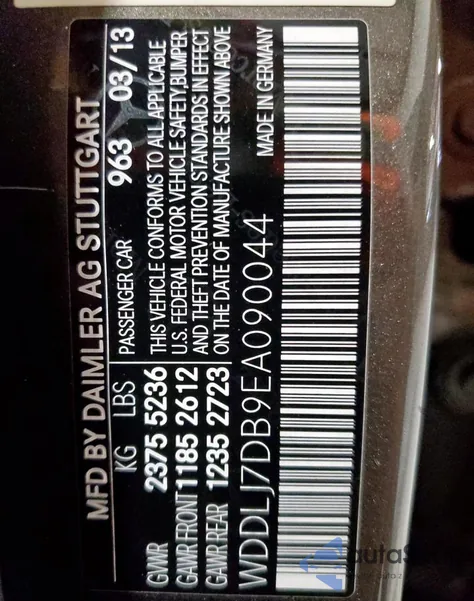 MFD BY DAIMLER AG STUTTGART
KG LBS 963 03/13
GVWR 2375 5236 PASSENGER CAR
GAWR FRONT 1185 2612 THIS VEHICLE CONFORMS TO ALL APPLICABLE
GAWR REAR 1235 2723 U.S. FEDERAL MOTOR VEHICLE SAFETY, BUMPER
AND THEFT PREVENTION STANDARDS IN EFFECT
ON THE DATE OF MANUFACTURE SHOWN ABOVE
WDDLJ7DB9EA090044 MADE IN GERMANY